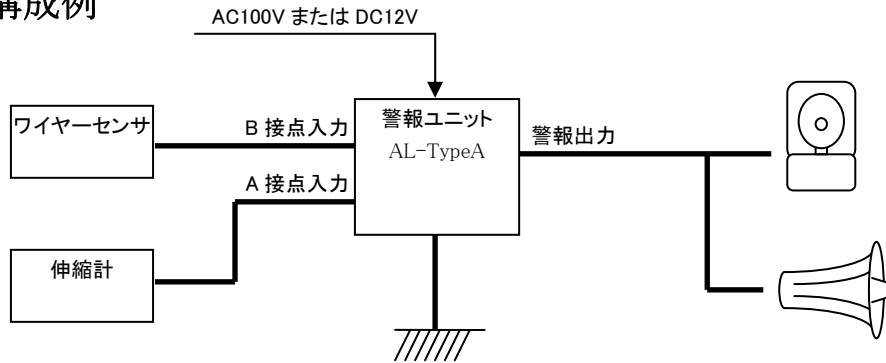 構成例
AC100V または DC12V
ワイヤーセンサ
B 接点入力
警報ユニット
AL-TypeA
警報出力
A 接点入力
伸縮計